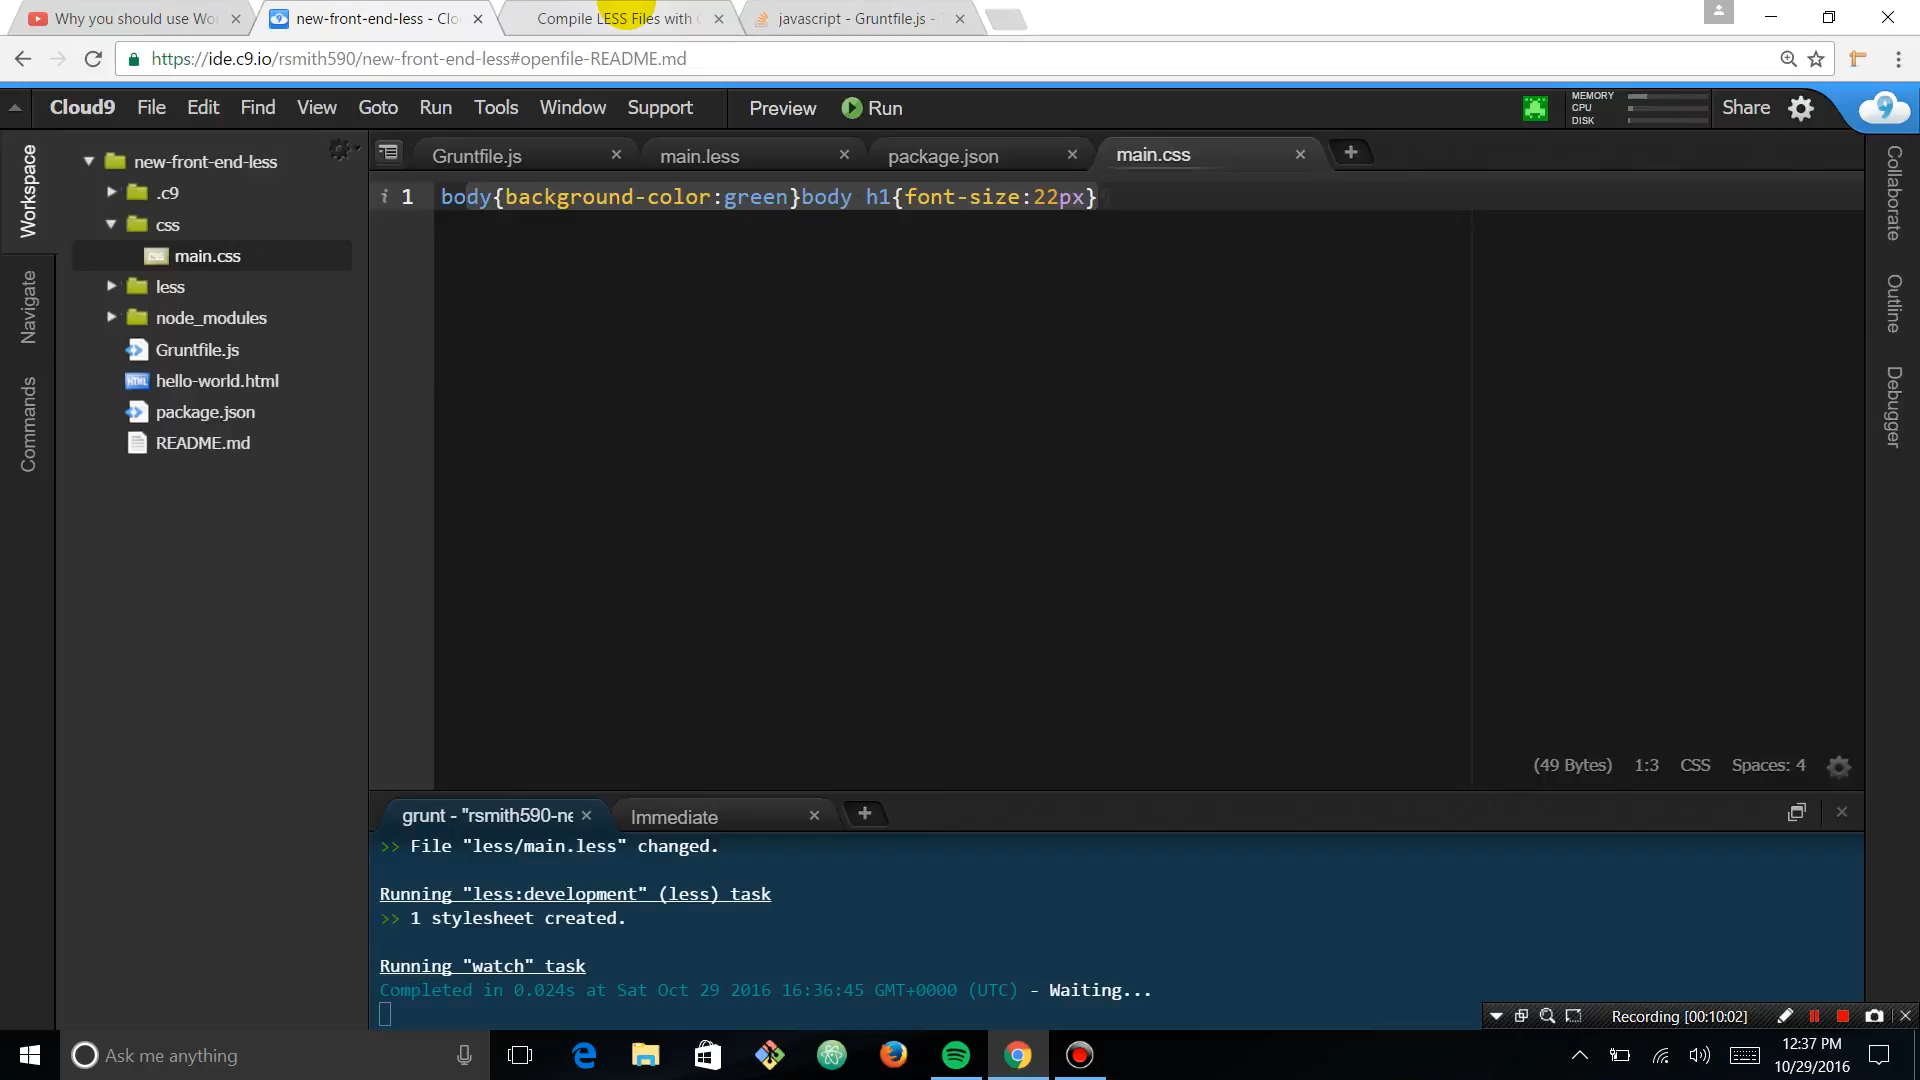 Why you should use Wo
new-front-end-less - Clo
Compile LESS Files with
javascript - Gruntfile.js -
https://ide.c9.io/rsmith590/new-front-end-less#openfile-README.md
Cloud9 File Edit Find View Goto Run Tools Window Support Preview Run
MEMORY
CPU
DISK
Share
Workspace
Navigate
Commands
new-front-end-less
.c9
css
main.css
less
node_modules
Gruntfile.js
hello-world.html
package.json
README.md
Gruntfile.js main.less package.json main.css
1 body{background-color:green}body h1{font-size:22px}
Collaborate
Outline
Debugger
(49 Bytes) 1:3 CSS Spaces: 4
grunt - "rsmith590-ne Immediate
>> File "less/main.less" changed.
Running "less:development" (less) task
>> 1 stylesheet created.
Running "watch" task
Completed in 0.024s at Sat Oct 29 2016 16:36:45 GMT+0000 (UTC) - Waiting...
Recording [00:10:02]
Ask me anything
12:37 PM
10/29/2016